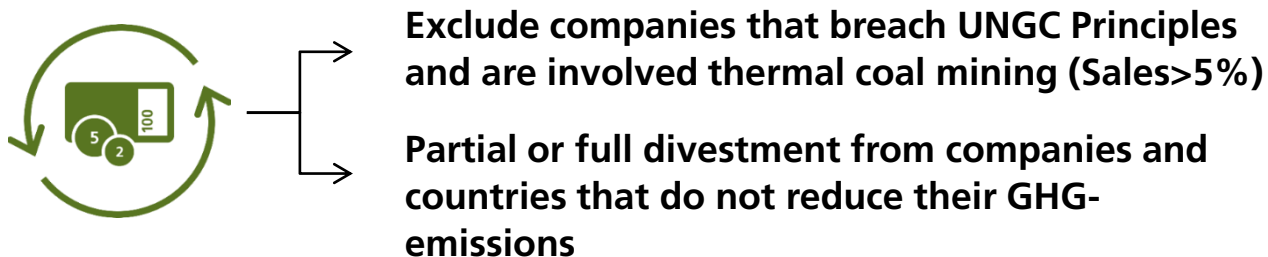 Exclude companies that breach UNGC Principles
and are involved thermal coal mining (Sales>5%)
100
5
2
Partial or full divestment from companies and
countries that do not reduce their GHG-
emissions